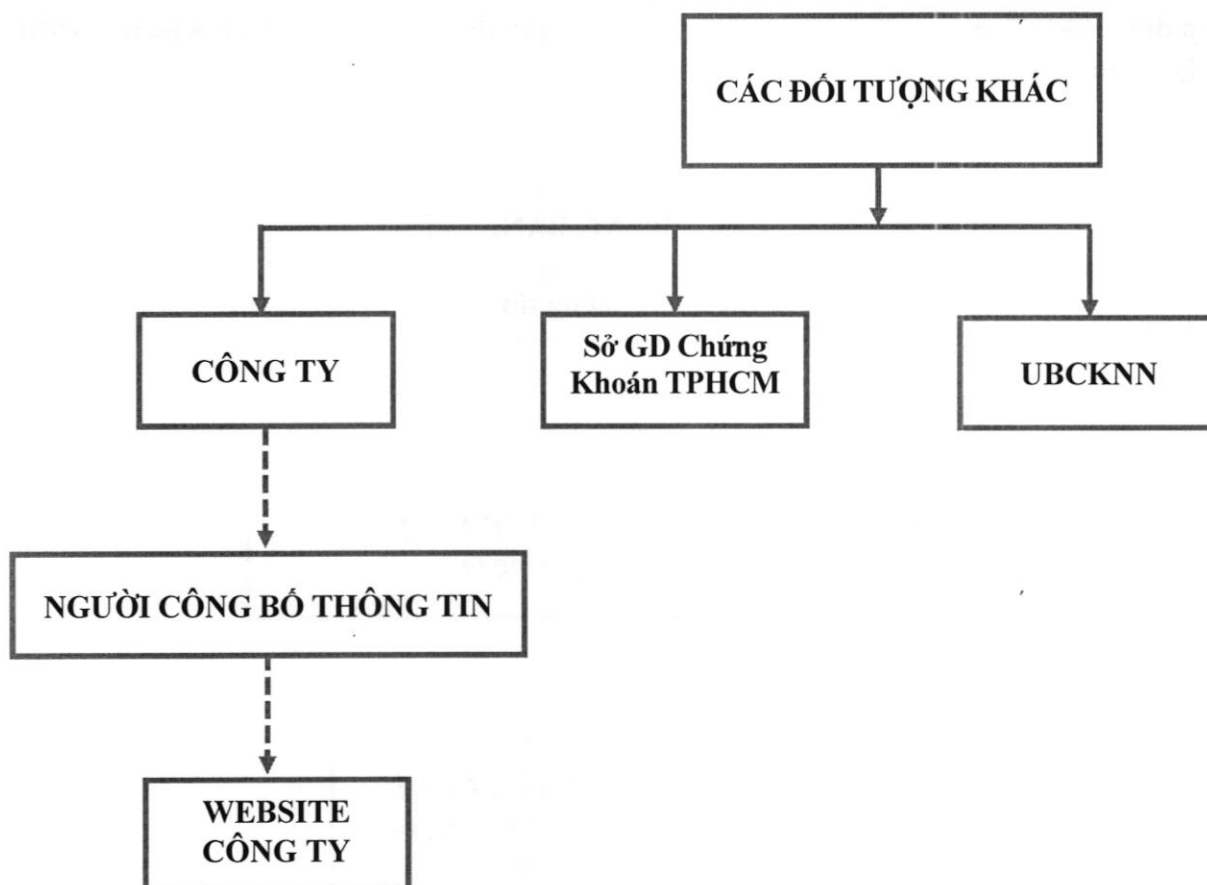 CÁC ĐỐI TƯỢNG KHÁC
CÔNG TY
Sở GD Chứng
Khoán TPHCM
UBCKNN
NGƯỜI CÔNG BỐ THÔNG TIN
WEBSITE
CÔNG TY